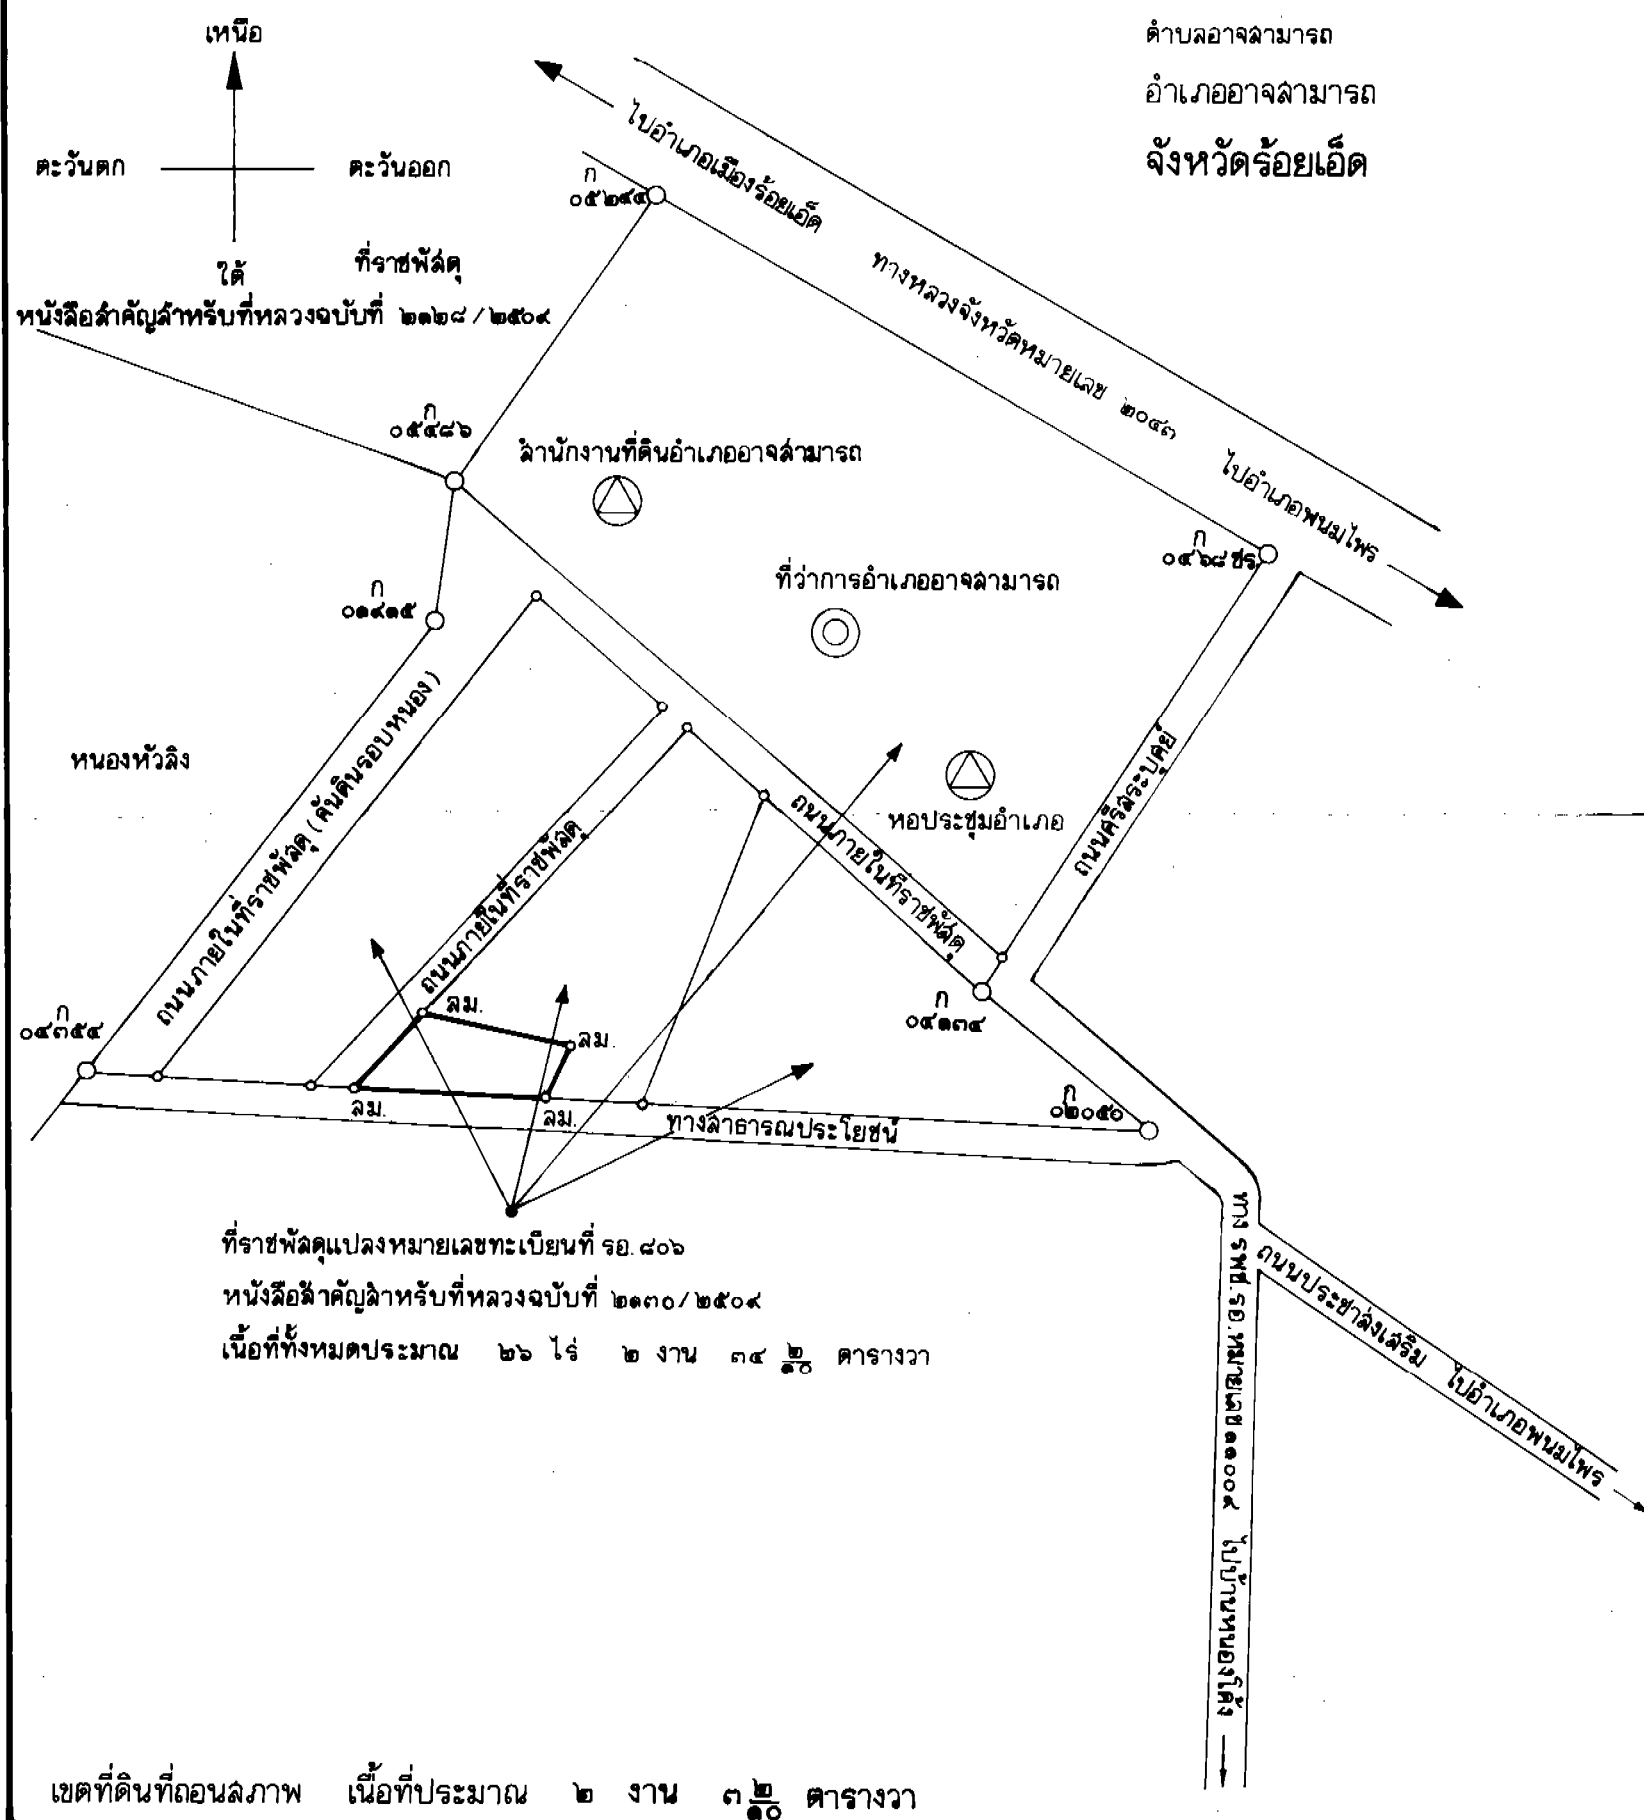 เหนือ
ตะวันตก
ตะวันออก
ใต้
ตำบลอาจสามารถ
อำเภออาจสามารถ
จังหวัดร้อยเอ็ด
ที่ราชพัสดุ
หนังสือสำคัญสำหรับที่หลวงฉบับที่ ๒๑๒๘/๒๕๐๙
ไปอำเภอเมืองร้อยเอ็ด
ก
ทางหลวงจังหวัดหมายเลข ๒๐๔๓
ไปอำเภอพนมไพร
ก
๐๕๔๘๖
สำนักงานที่ดินอำเภออาจสามารถ
ก
ที่ว่าการอำเภออาจสามารถ
ก
หนองหัวลิง
ถนนภายในที่ราชพัสดุ (คันดินรอบหนอง)
ถนนภายในที่ราชพัสดุ
ถนนภายในที่ราชพัสดุ
หอประชุมอำเภอ
ก
๐๔๓๕๔
ลม.
ลม.
ลม.
ลม.
ก
ก
๐๒๐๕๐
ทางสาธารณประโยชน์
ที่ราชพัสดุแปลงหมายเลขทะเบียนที่ รอ.๘๐๖
หนังสือสำคัญสำหรับที่หลวงฉบับที่ ๒๑๓๐/๒๕๐๙
เนื้อที่ทั้งหมดประมาณ ๒๖ ไร่ ๒ งาน ๓๔ ๒/๑๐ ตารางวา
ถนนประชาส่งเสริม ไปอำเภอพนมไพร
ทาง รพช.รอ.หมายเลข๑๑๐๐๙ ไปบ้านหนองโด้ง
เขตที่ดินที่ถอนสภาพ เนื้อที่ประมาณ ๒ งาน ๓ ๒/๑๐ ตารางวา